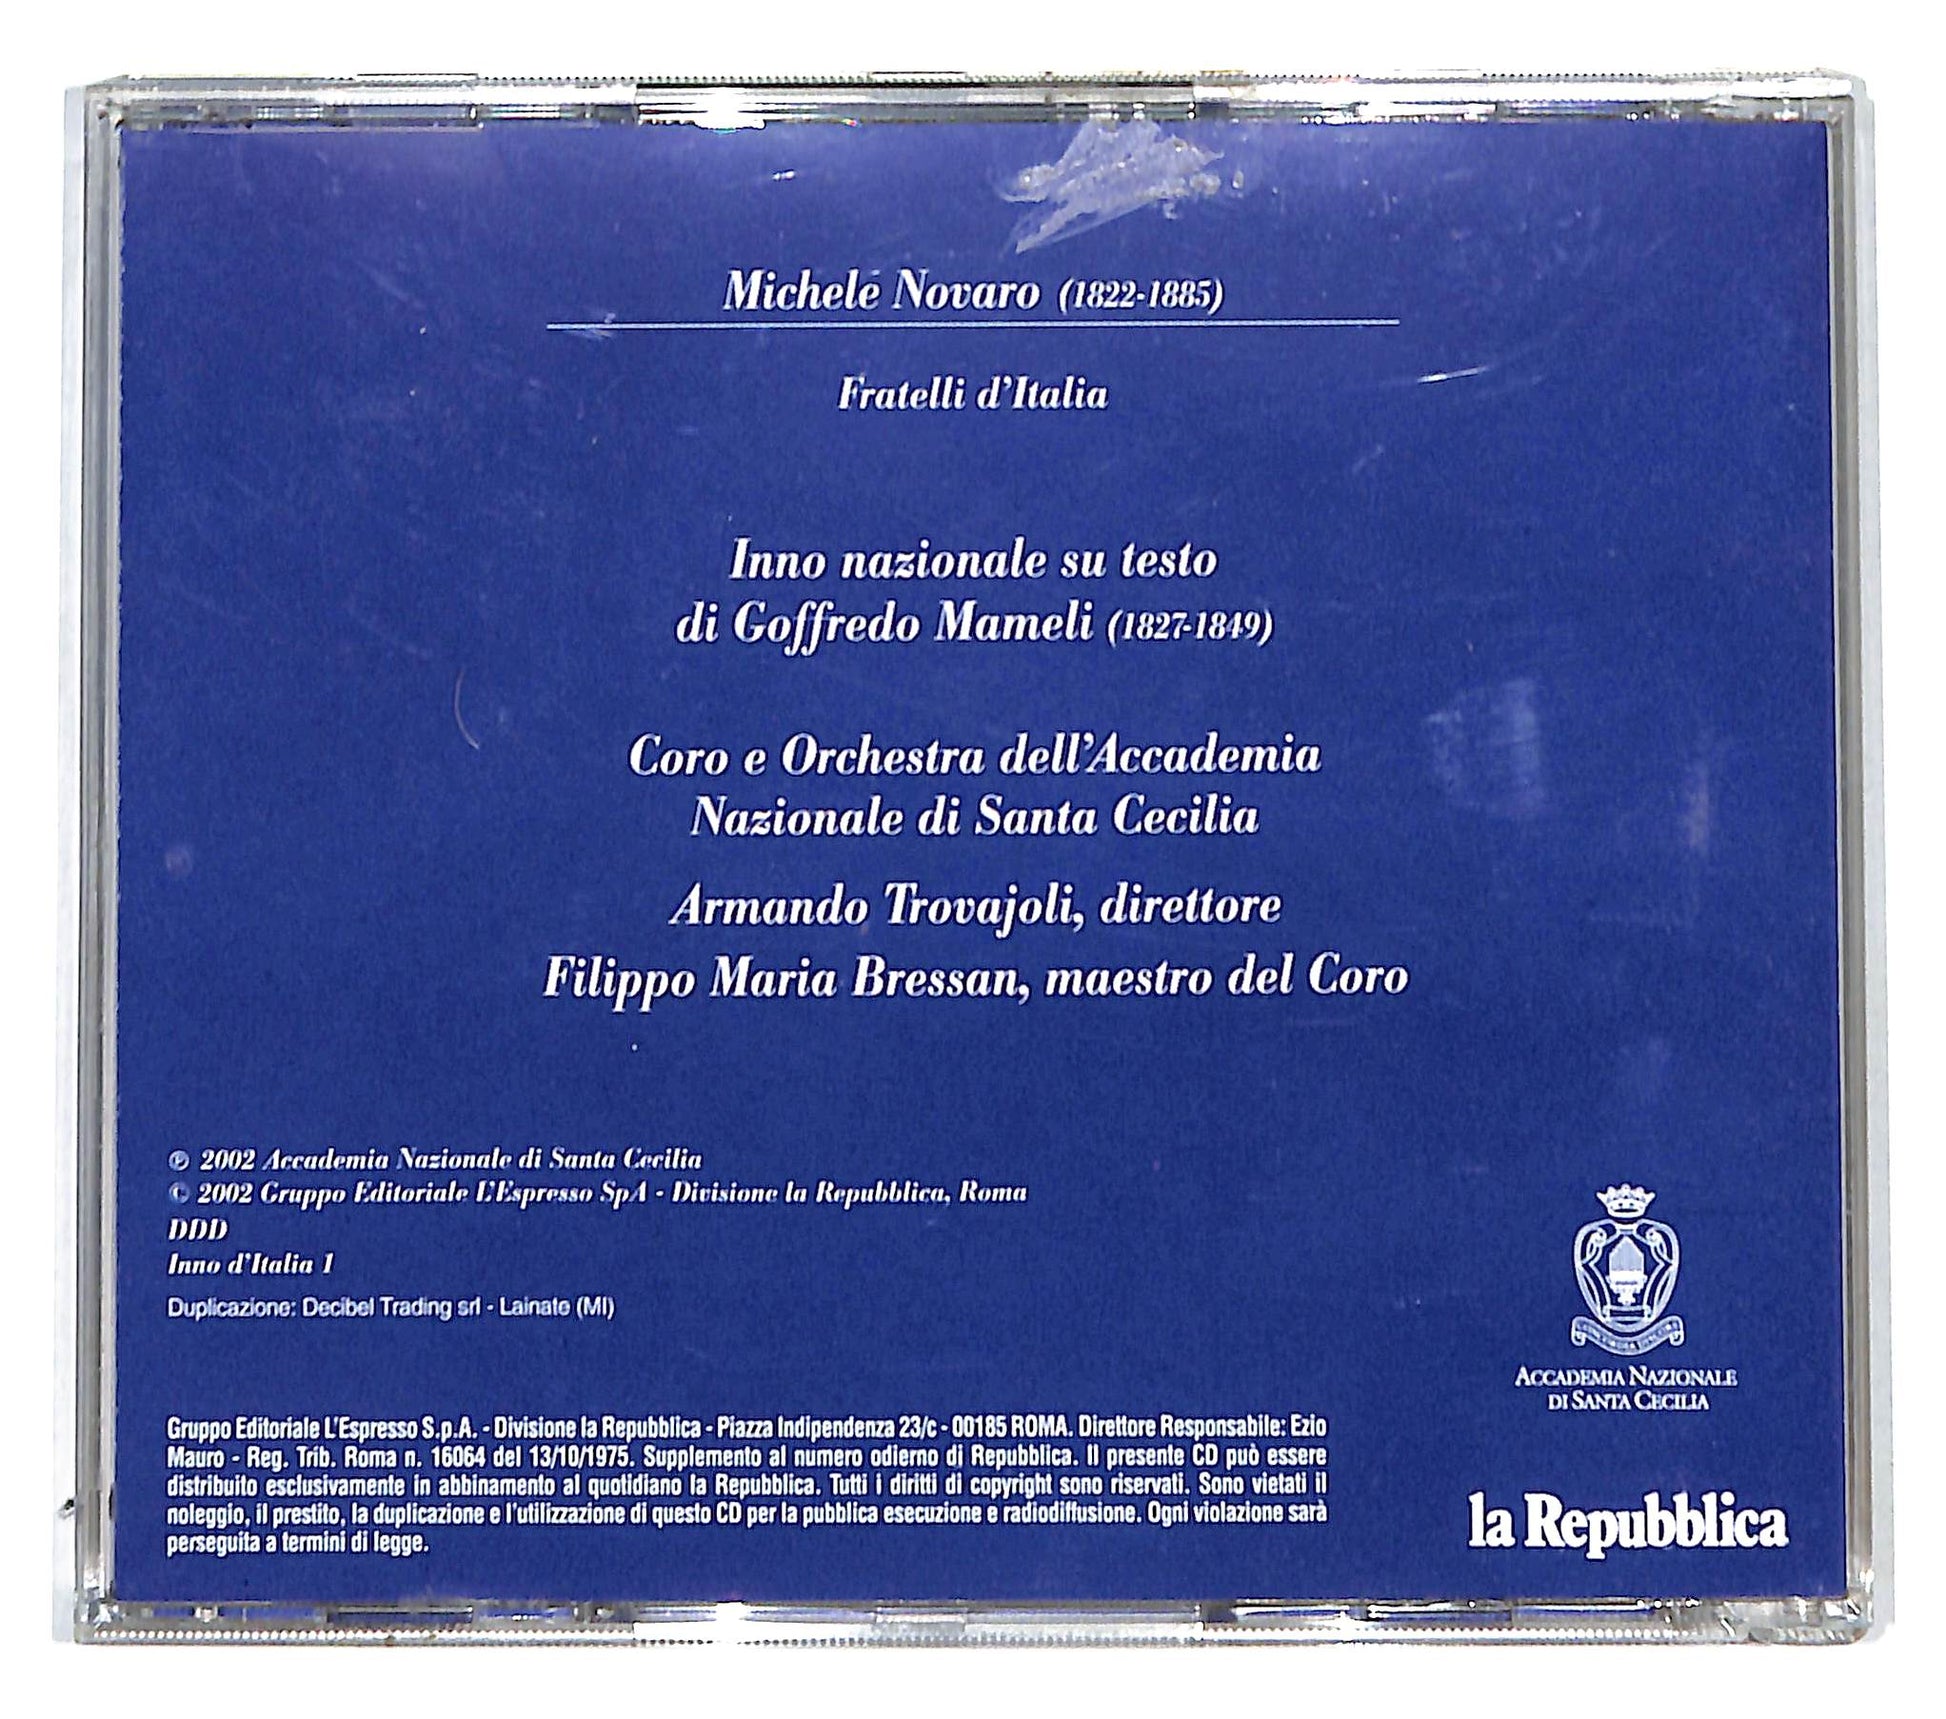 Michele Novaro (1822-1885)
Fratelli d'Italia
Inno nazionale su testo
di Goffredo Mameli (1827-1849)
Coro e Orchestra dell'Accademia
Nazionale di Santa Cecilia
Armando Trovajoli, direttore
Filippo Maria Bressan, maestro del Coro
℗ 2002 Accademia Nazionale di Santa Cecilia
© 2002 Gruppo Editoriale L'Espresso SpA - Divisione la Repubblica, Roma
DDD
Inno d'Italia 1
Duplicazione: Decibel Trading srl - Lainate (MI)
ACCADEMIA NAZIONALE
DI SANTA CECILIA
Gruppo Editoriale L'Espresso S.p.A. - Divisione la Repubblica - Piazza Indipendenza 23/c - 00185 ROMA. Direttore Responsabile: Ezio
Mauro - Reg. Trib. Roma n. 16064 del 13/10/1975. Supplemento al numero odierno di Repubblica. Il presente CD può essere
distribuito esclusivamente in abbinamento al quotidiano la Repubblica. Tutti i diritti di copyright sono riservati. Sono vietati il
noleggio, il prestito, la duplicazione e l'utilizzazione di questo CD per la pubblica esecuzione e radiodiffusione. Ogni violazione sarà
perseguita a termini di legge.
la Repubblica